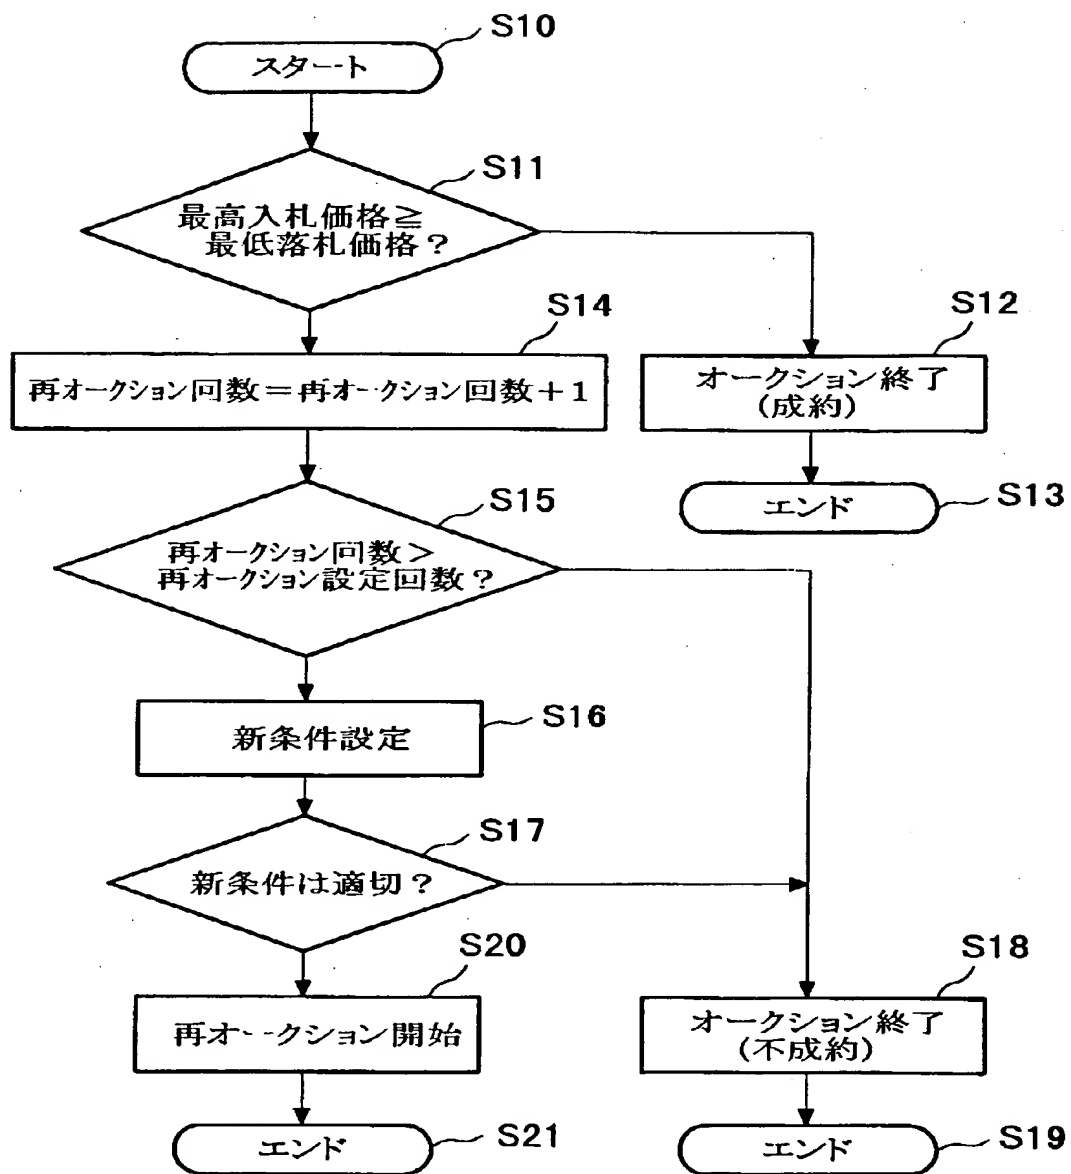 S10
スタート
S11
最高入札価格≧
最低落札価格?
S14
再オークション回数=再オークション回数+1
S12
オークション終了
(成約)
エンド
S13
S15
再オークション回数>
再オークション設定回数?
新条件設定
S16
S17
新条件は適切?
S20
再オークション開始
S18
オークション終了
(不成約)
エンド
S21
エンド
S19